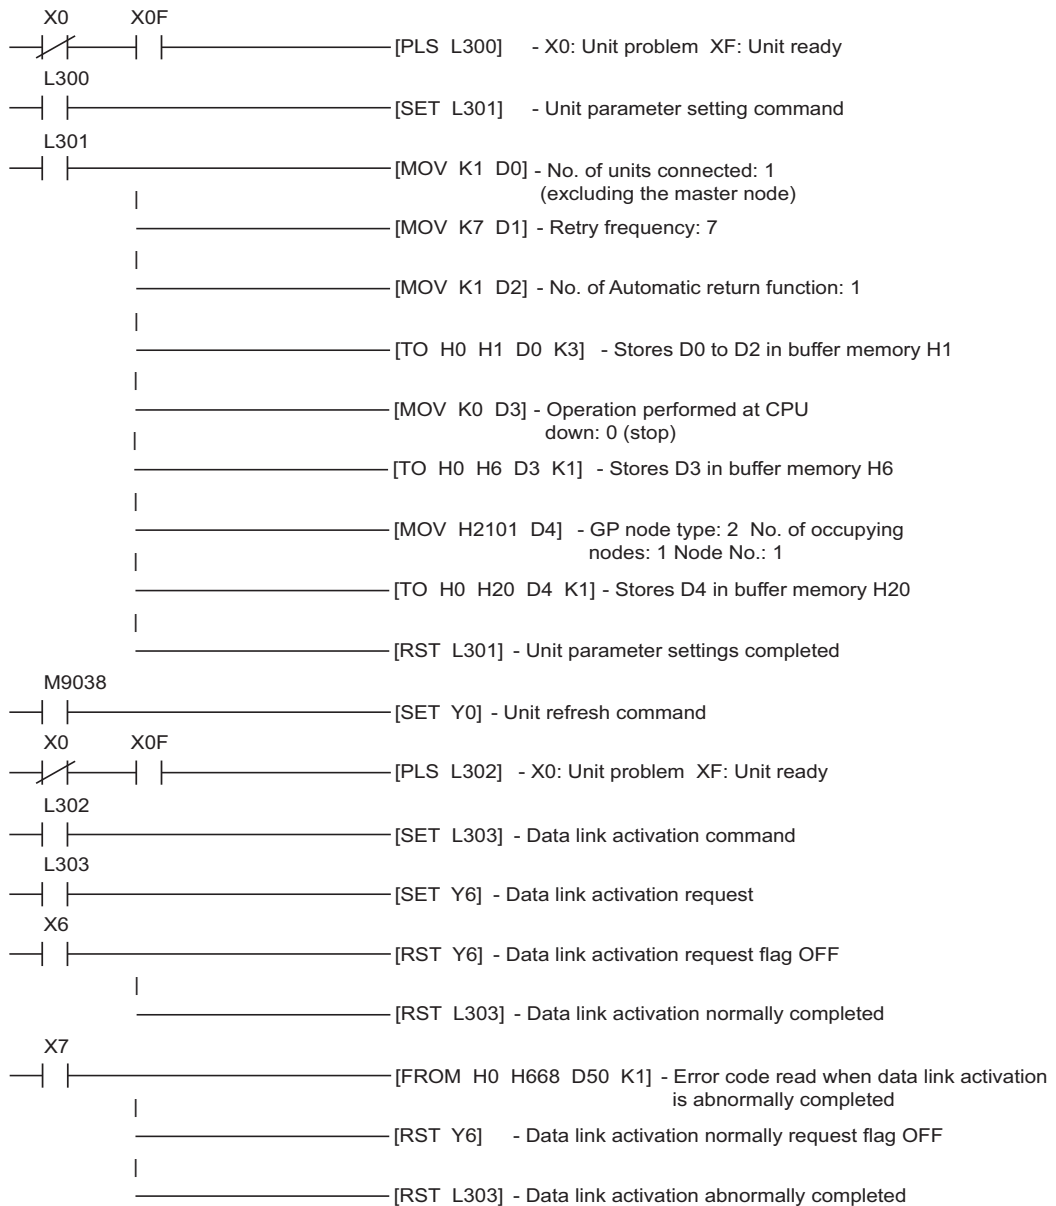 X0 X0F
[PLS L300] - X0: Unit problem XF: Unit ready
L300
[SET L301] - Unit parameter setting command
L301
[MOV K1 D0] - No. of units connected: 1
(excluding the master node)
[MOV K7 D1] - Retry frequency: 7
[MOV K1 D2] - No. of Automatic return function: 1
[TO H0 H1 D0 K3] - Stores D0 to D2 in buffer memory H1
[MOV K0 D3] - Operation performed at CPU
down: 0 (stop)
[TO H0 H6 D3 K1] - Stores D3 in buffer memory H6
[MOV H2101 D4] - GP node type: 2 No. of occupying
nodes: 1 Node No.: 1
[TO H0 H20 D4 K1] - Stores D4 in buffer memory H20
[RST L301] - Unit parameter settings completed
M9038
[SET Y0] - Unit refresh command
X0 X0F
[PLS L302] - X0: Unit problem XF: Unit ready
L302
[SET L303] - Data link activation command
L303
[SET Y6] - Data link activation request
X6
[RST Y6] - Data link activation request flag OFF
[RST L303] - Data link activation normally completed
X7
[FROM H0 H668 D50 K1] - Error code read when data link activation
is abnormally completed
[RST Y6] - Data link activation normally request flag OFF
[RST L303] - Data link activation abnormally completed